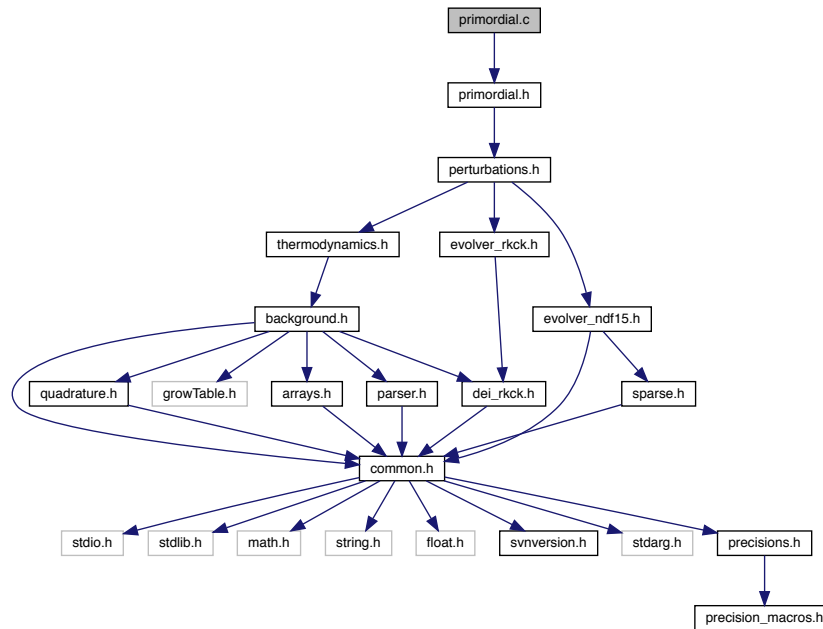 primordial.c
primordial.h
perturbations.h
thermodynamics.h
evolver_rkck.h
background.h
evolver_ndf15.h
quadrature.h
growTable.h
arrays.h
parser.h
dei_rkck.h
sparse.h
common.h
stdio.h
stdlib.h
math.h
string.h
float.h
svnversion.h
stdarg.h
precisions.h
precision_macros.h